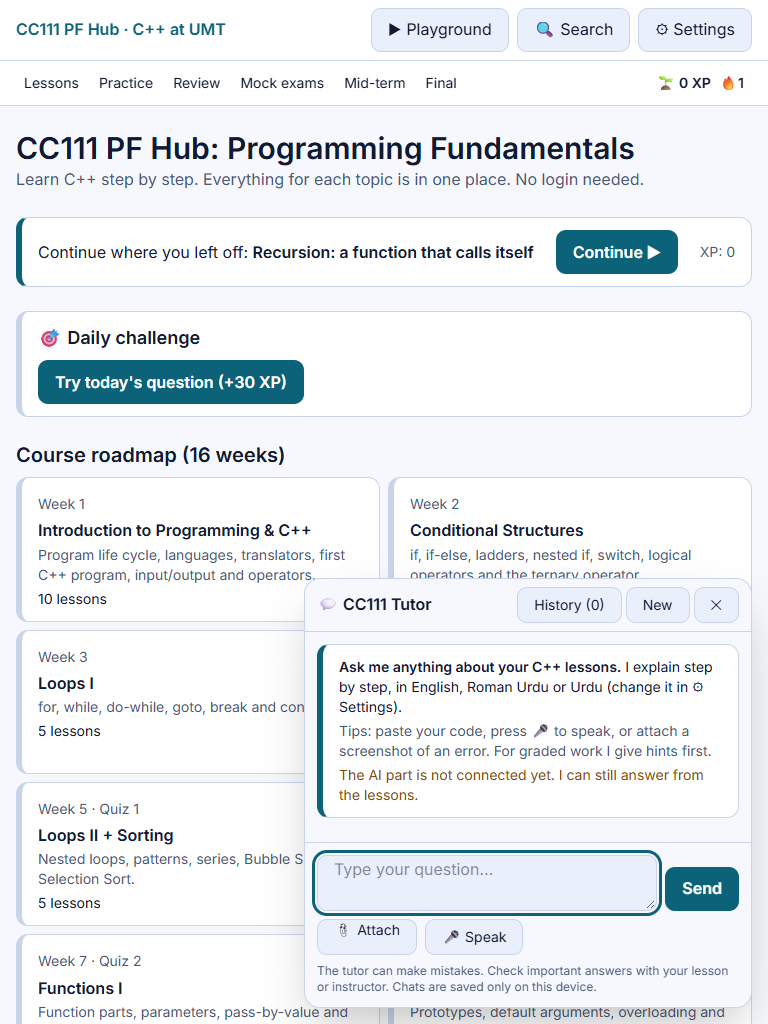 CC111 PF Hub · C++ at UMT
▶ Playground
🔍 Search
⚙ Settings
Lessons Practice Review Mock exams Mid-term Final
🌱 0 XP 🔥 1
CC111 PF Hub: Programming Fundamentals
Learn C++ step by step. Everything for each topic is in one place. No login needed.
Continue where you left off: Recursion: a function that calls itself
Continue ▶
XP: 0
🎯 Daily challenge
Try today's question (+30 XP)
Course roadmap (16 weeks)
Week 1
Introduction to Programming & C++
Program life cycle, languages, translators, first
C++ program, input/output and operators.
10 lessons
Week 2
Conditional Structures
if, if-else, ladders, nested if, switch, logical
operators and the ternary operator.
Week 3
Loops I
for, while, do-while, goto, break and con
5 lessons
Week 5 · Quiz 1
Loops II + Sorting
Nested loops, patterns, series, Bubble S
Selection Sort.
5 lessons
Week 7 · Quiz 2
Functions I
Function parts, parameters, pass-by-value and
Prototypes, default arguments, overloading and
💬 CC111 Tutor
History (0)
New
✕
Ask me anything about your C++ lessons. I explain step
by step, in English, Roman Urdu or Urdu (change it in ⚙
Settings).
Tips: paste your code, press 🎤 to speak, or attach a
screenshot of an error. For graded work I give hints first.
The AI part is not connected yet. I can still answer from
the lessons.
Type your question...
Send
📎 Attach
🎤 Speak
The tutor can make mistakes. Check important answers with your lesson
or instructor. Chats are saved only on this device.